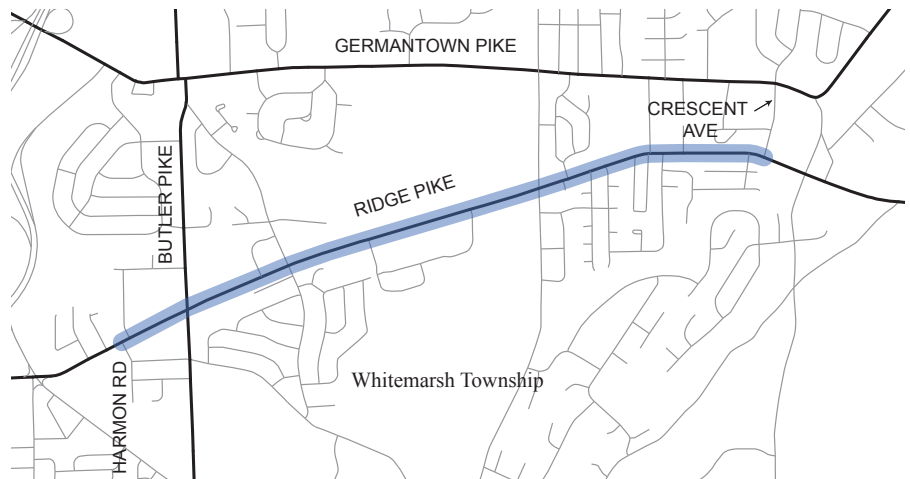 GERMANTOWN PIKE
CRESCENT
AVE
BUTLER PIKE
RIDGE PIKE
HARMON RD
Whitemarsh Township